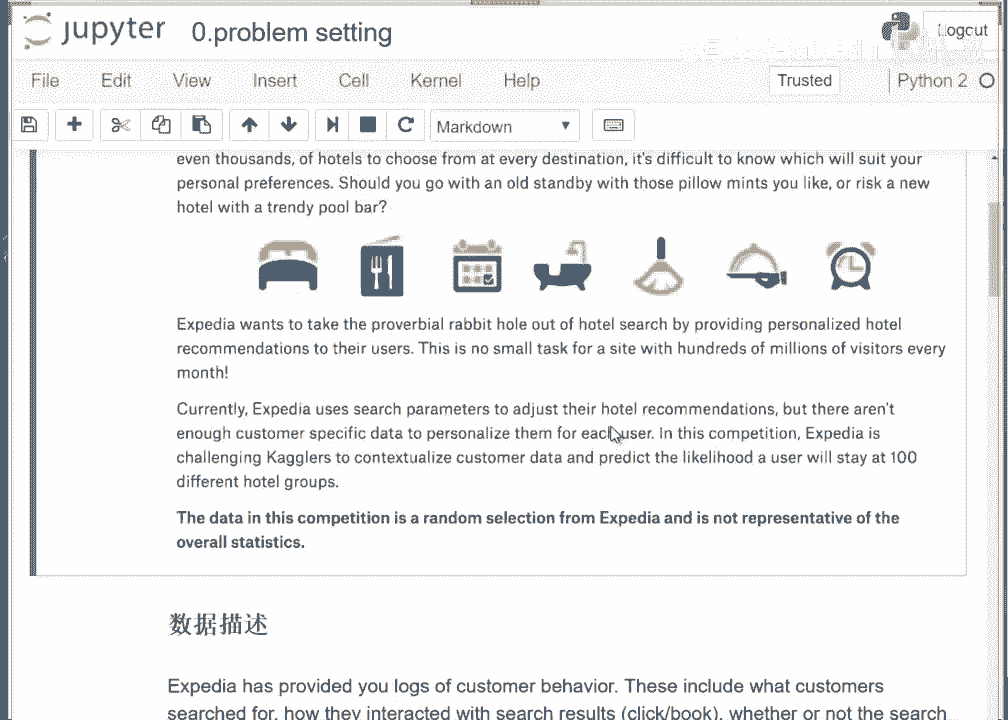 jupyter 0.problem setting
Logout
File Edit View Insert Cell Kernel Help
Trusted
Python 2
Markdown
even thousands, of hotels to choose from at every destination, it's difficult to know which will suit your
personal preferences. Should you go with an old standby with those pillow mints you like, or risk a new
hotel with a trendy pool bar?
Expedia wants to take the proverbial rabbit hole out of hotel search by providing personalized hotel
recommendations to their users. This is no small task for a site with hundreds of millions of visitors every
month!
Currently, Expedia uses search parameters to adjust their hotel recommendations, but there aren't
enough customer specific data to personalize them for each user. In this competition, Expedia is
challenging Kagglers to contextualize customer data and predict the likelihood a user will stay at 100
different hotel groups.
The data in this competition is a random selection from Expedia and is not representative of the
overall statistics.
数据描述
Expedia has provided you logs of customer behavior. These include what customers
searched for, how they interacted with search results (click/book), whether or not the search